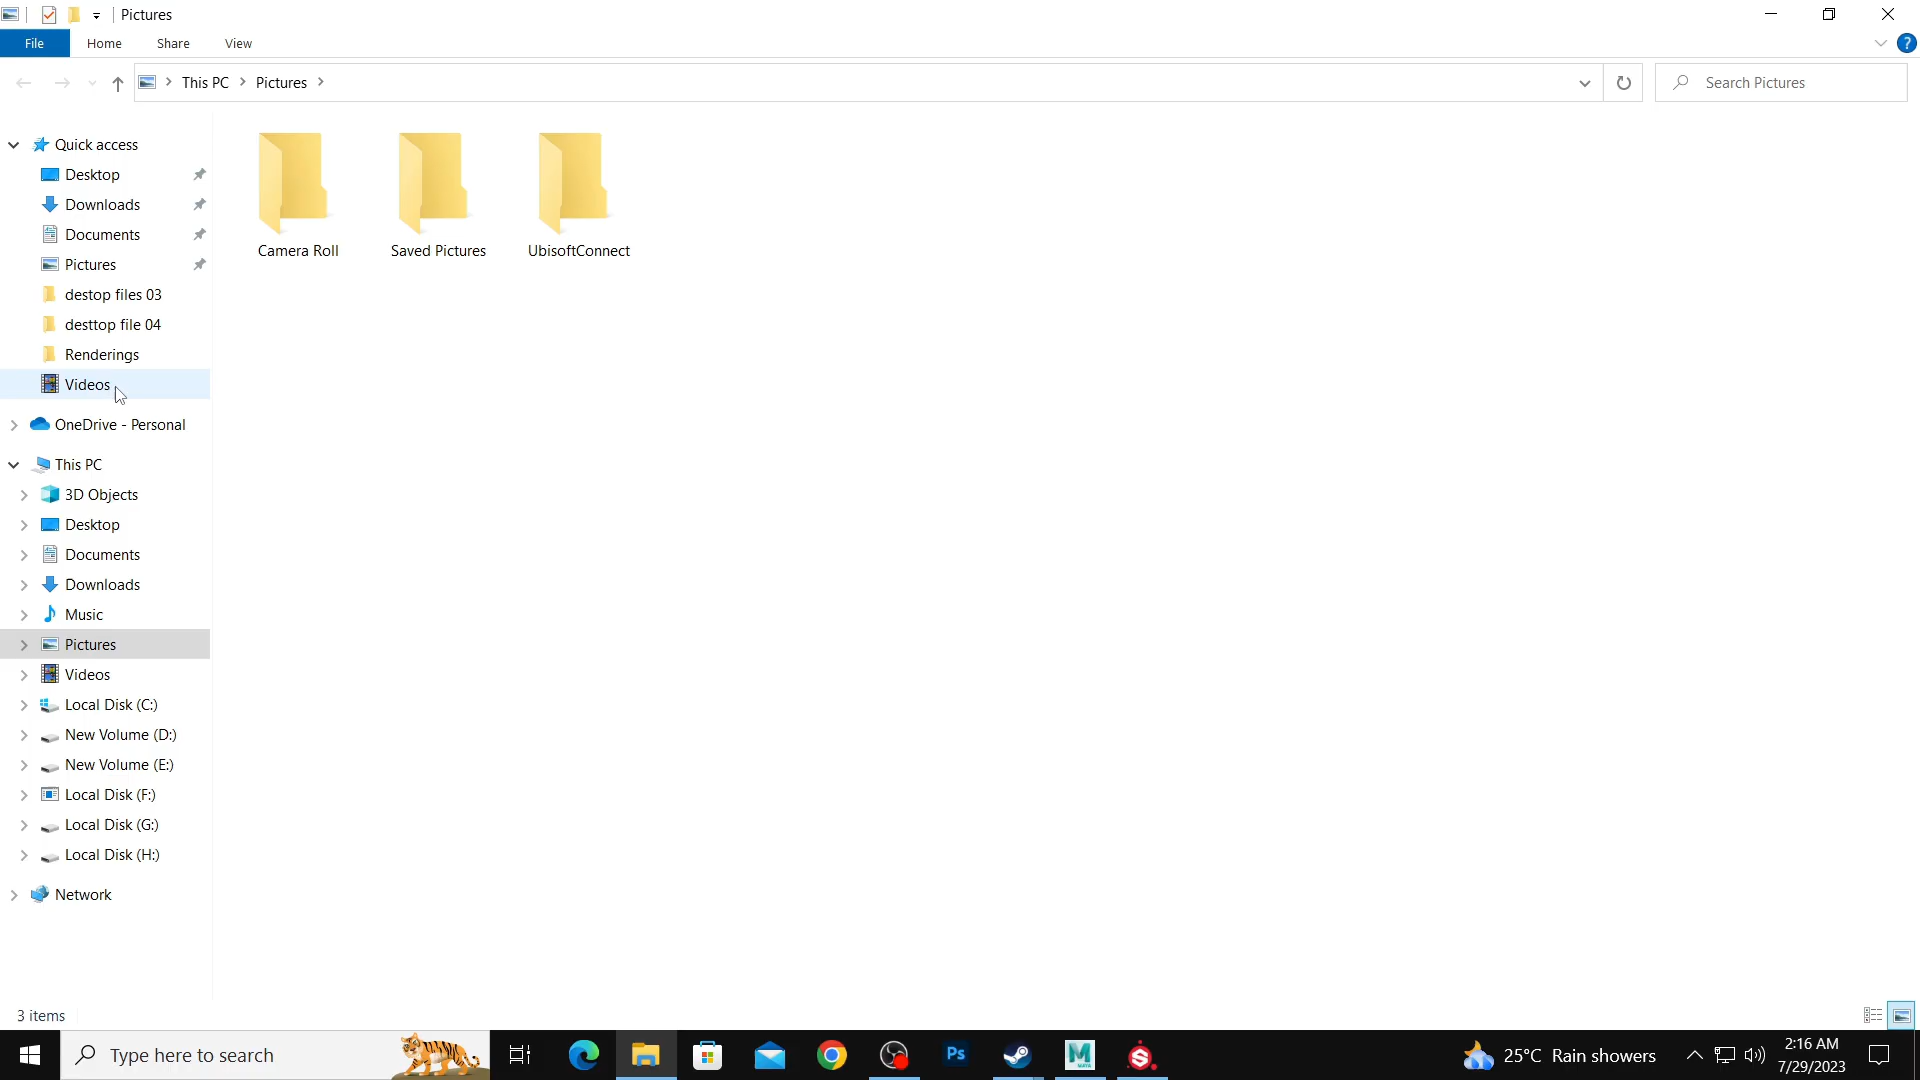 Pictures
File Home Share View
This PC Pictures Search Pictures
Quick access
Desktop
Downloads
Documents
Pictures
destop files 03
desttop file 04
Renderings
Videos
OneDrive - Personal
This PC
3D Objects
Desktop
Documents
Downloads
Music
Pictures
Videos
Local Disk (C:)
New Volume (D:)
New Volume (E:)
Local Disk (F:)
Local Disk (G:)
Local Disk (H:)
Network
Camera Roll Saved Pictures UbisoftConnect
3 items
Type here to search
Ps
25°C Rain showers
2:16 AM
7/29/2023